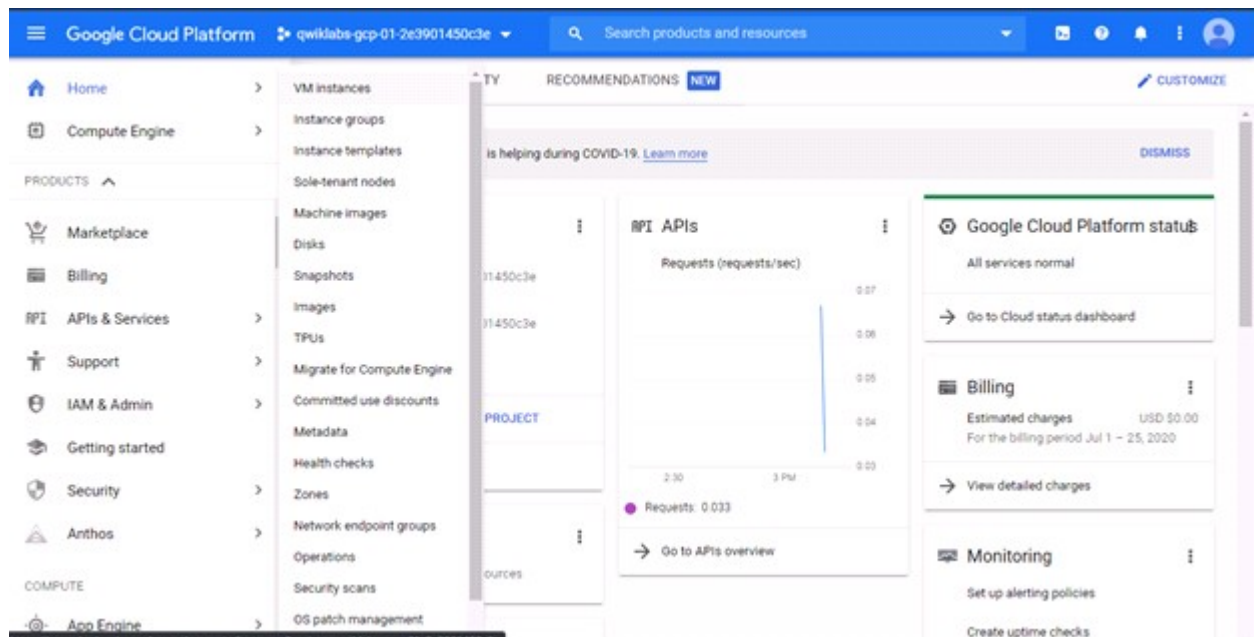 Google Cloud Platform
qwiklabs-gcp-01-2e3901450c3e
Search products and resources
Home
Compute Engine
PRODUCTS
Marketplace
Billing
API APIs & Services
Support
IAM & Admin
Getting started
Security
Anthos
COMPUTE
App Engine
VM instances
Instance groups
Instance templates
Sole-tenant nodes
Machine images
Disks
Snapshots
Images
TPUs
Migrate for Compute Engine
Committed use discounts
Metadata
Health checks
Zones
Network endpoint groups
Operations
Security scans
OS patch management
TY
RECOMMENDATIONS NEW
CUSTOMIZE
is helping during COVID-19. Learn more
DISMISS
01450c3e
01450c3e
PROJECT
ources
API APIs
Requests (requests/sec)
0.07
0.06
0.05
0.04
0.03
2:30
3 PM
Requests: 0.033
Go to APIs overview
Google Cloud Platform status
All services normal
Go to Cloud status dashboard
Billing
Estimated charges USD $0.00
For the billing period Jul 1 – 25, 2020
View detailed charges
Monitoring
Set up alerting policies
Create uptime checks